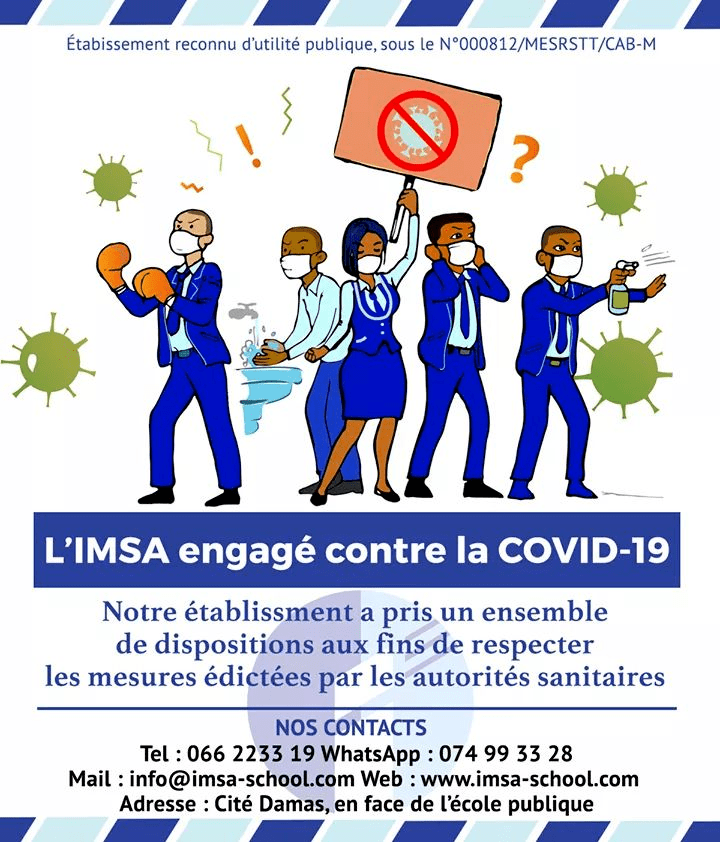 Établissement reconnu d'utilité publique, sous le N°000812/MESRSTT/CAB-M
!
?
L'IMSA engagé contre la COVID-19
Notre établissment a pris un ensemble
de dispositions aux fins de respecter
les mesures édictées par les autorités sanitaires
NOS CONTACTS
Tel : 066 2233 19 WhatsApp : 074 99 33 28
Mail : info@imsa-school.com Web : www.imsa-school.com
Adresse : Cité Damas, en face de l'école publique